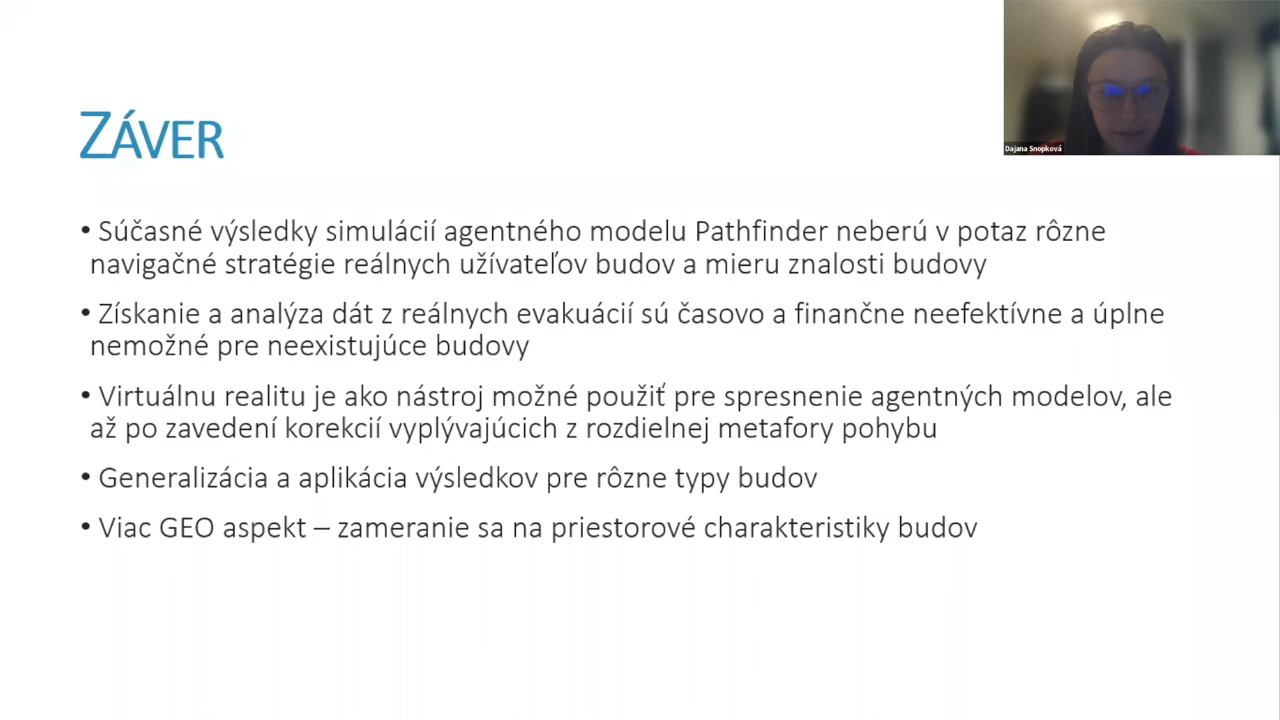 ZÁVER
Dajana Snopková
• Súčasné výsledky simulácií agentného modelu Pathfinder neberú v potaz rôzne
navigačné stratégie reálnych užívateľov budov a mieru znalosti budovy
• Získanie a analýza dát z reálnych evakuácií sú časovo a finančne neefektívne a úplne
nemožné pre neexistujúce budovy
• Virtuálnu realitu je ako nástroj možné použiť pre spresnenie agentných modelov, ale
až po zavedení korekcií vyplývajúcich z rozdielnej metafory pohybu
• Generalizácia a aplikácia výsledkov pre rôzne typy budov
• Viac GEO aspekt – zameranie sa na priestorové charakteristiky budov